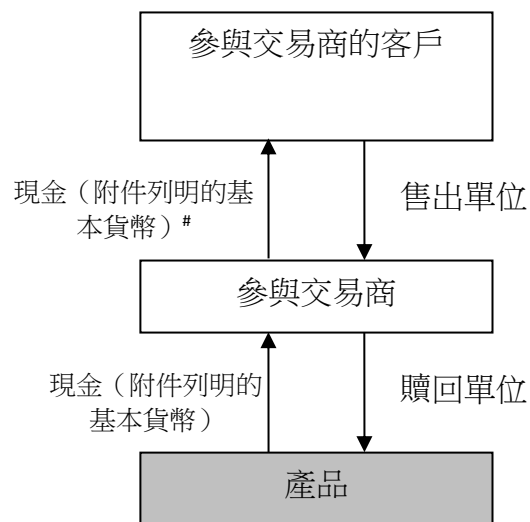 參與交易商的客戶
現金（附件列明的基
本貨幣）#
售出單位
參與交易商
現金（附件列明的
基本貨幣）
贖回單位
產品